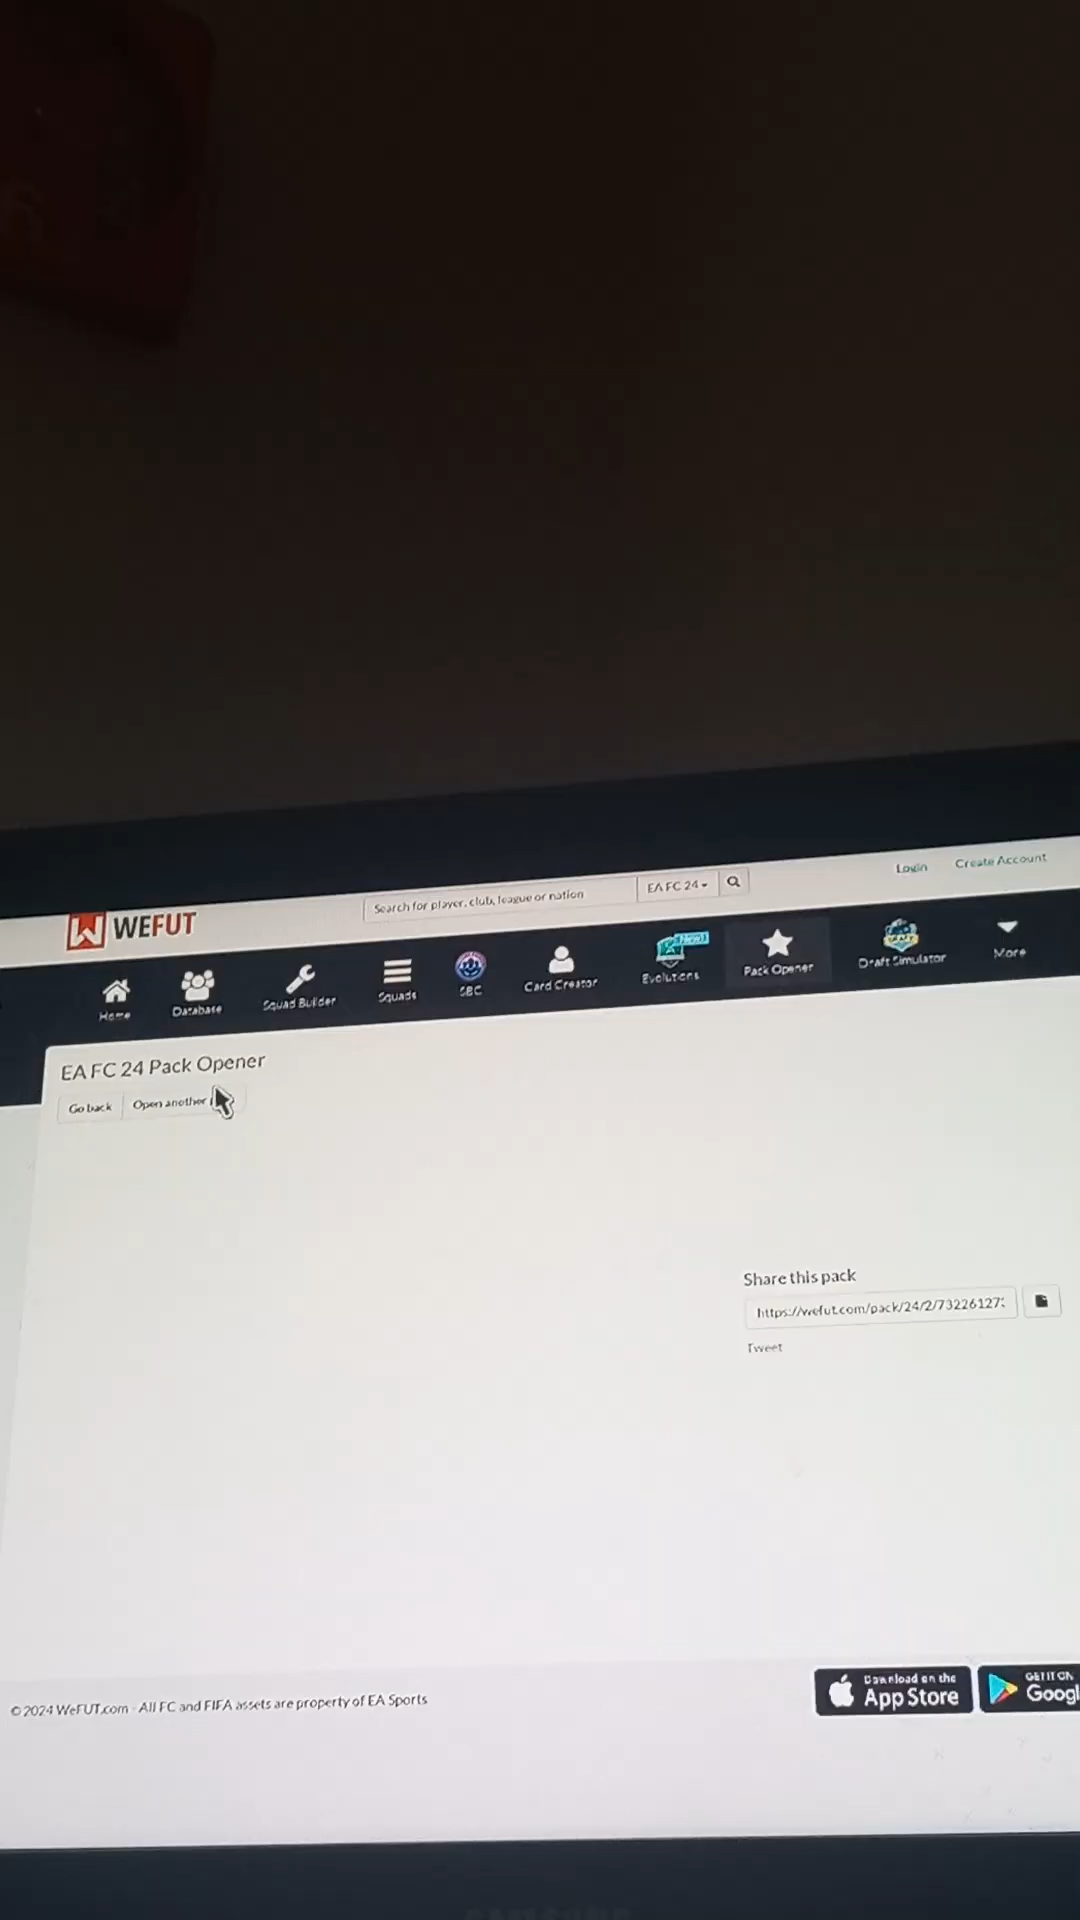 Login
Create Account
WEFUT
Search for player, club, league or nation
EA FC 24
Home
Database
Squad Builder
Squads
SBC
Card Creator
Evolutions
New!
Pack Opener
Draft Simulator
More
EA FC 24 Pack Opener
Go back
Open another
Share this pack
https://wefut.com/pack/24/2/73226127
Tweet
© 2024 WeFUT.com - All FC and FIFA assets are property of EA Sports
Download on the
App Store
GET IT ON
Googl